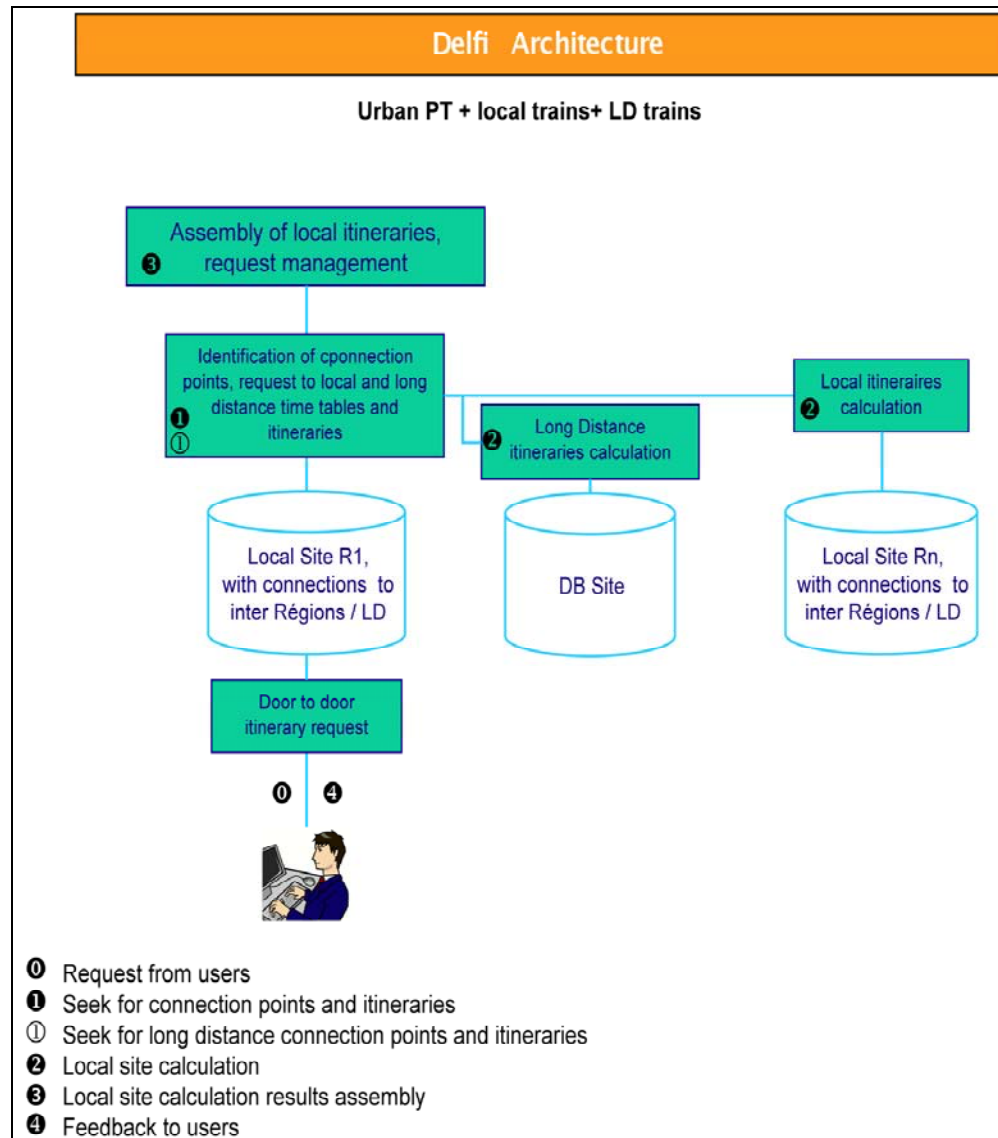 Delfi Architecture
Urban PT + local trains+ LD trains
Assembly of local itineraries,
request management
❸
Identification of cponnection
points, request to local and long
distance time tables and
itineraries
❶
①
Local itineraires
calculation
❷
Long Distance
itineraries calculation
❷
Local Site R1,
with connections to
inter Régions / LD
DB Site
Local Site Rn,
with connections to
inter Régions / LD
Door to door
itinerary request
⓿ ❹
⓿ Request from users
❶ Seek for connection points and itineraries
① Seek for long distance connection points and itineraries
❷ Local site calculation
❸ Local site calculation results assembly
❹ Feedback to users